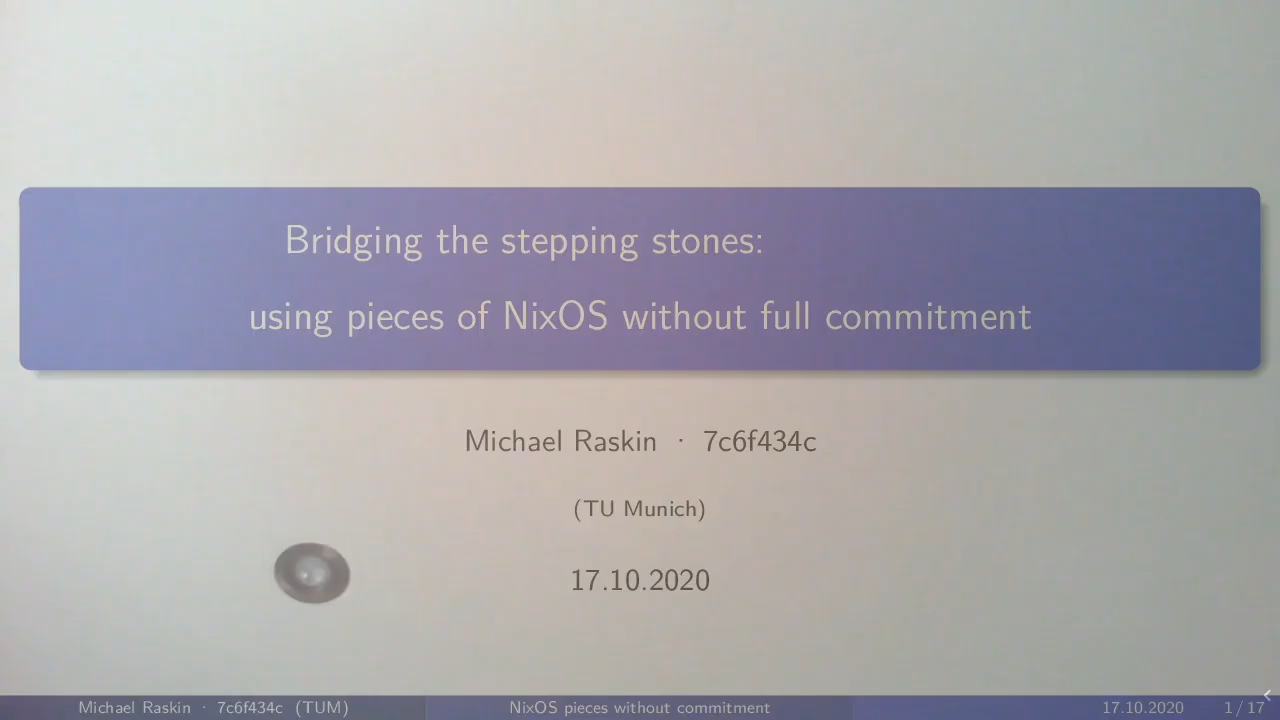 Bridging the stepping stones:
using pieces of NixOS without full commitment
Michael Raskin · 7c6f434c
(TU Munich)
17.10.2020
Michael Raskin · 7c6f434c (TUM) NixOS pieces without commitment 17.10.2020 1 / 17